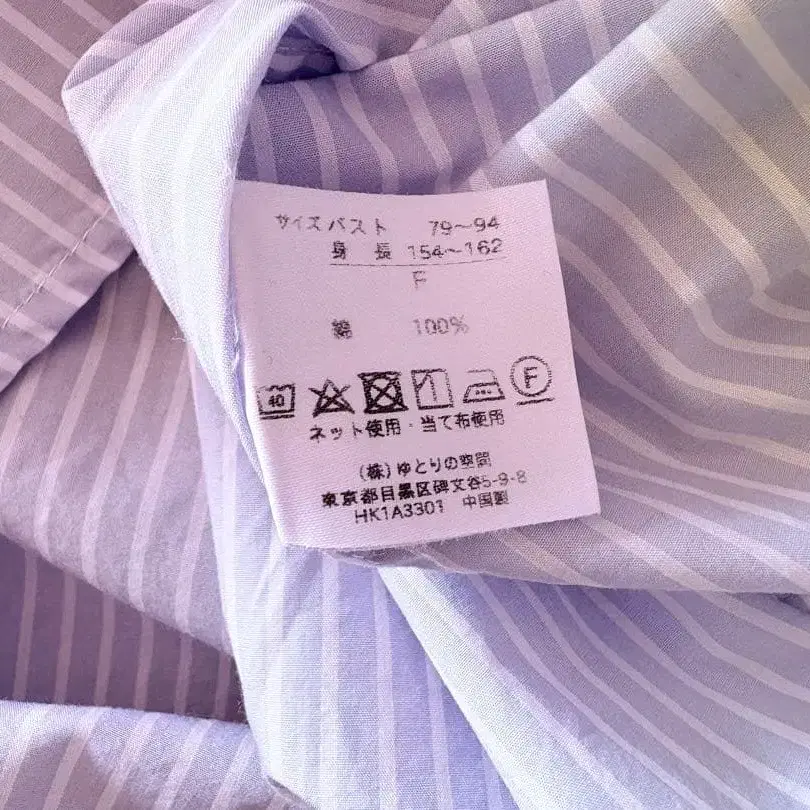 サイズ バスト 79〜94
身長 154〜162
F
綿 100%
40
F
ネット使用・当て布使用
(株)ゆとりの空間
東京都目黒区碑文谷5-9-8
HK1A3301 中国製